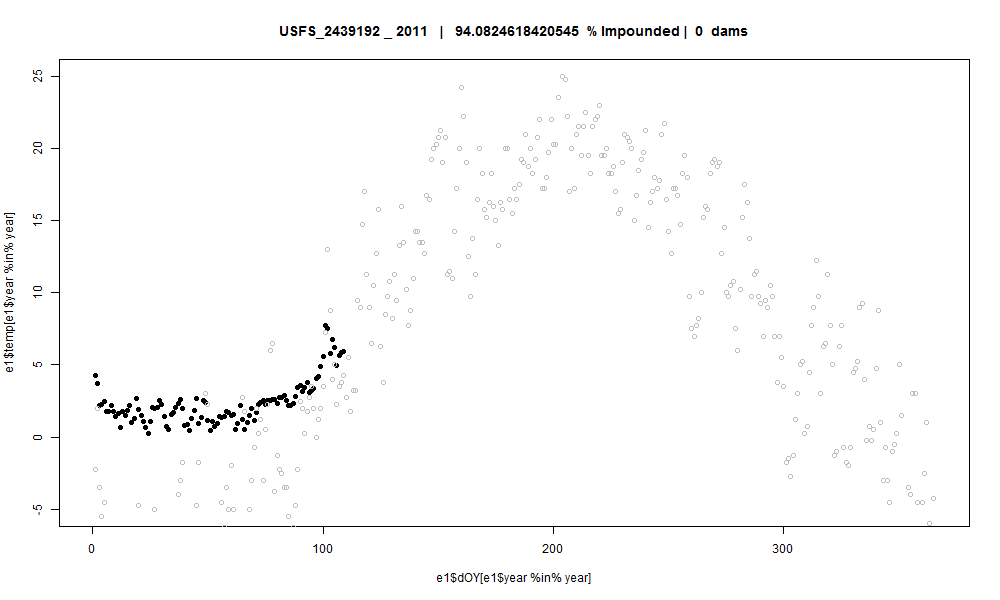 USFS_2439192 _ 2011 | 94.0824618420545 % Impounded | 0 dams
e1$temp[e1$year %in% year]
25
20
15
10
5
0
-5
0 100 200 300
e1$dOY[e1$year %in% year]